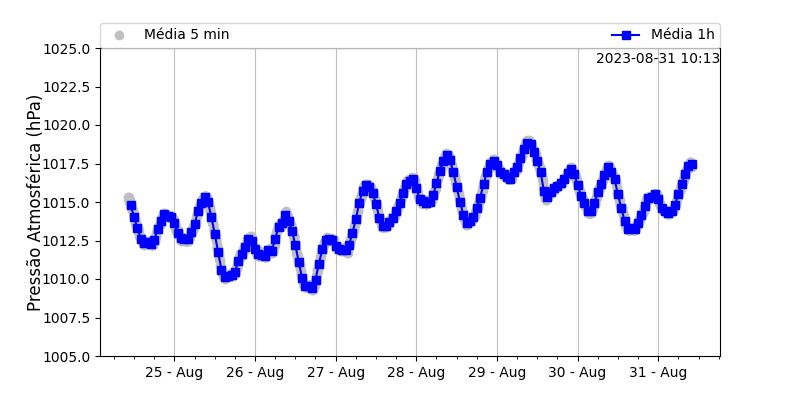 Média 5 min
Média 1h
2023-08-31 10:13
Pressão Atmosférica (hPa)
1025.0
1022.5
1020.0
1017.5
1015.0
1012.5
1010.0
1007.5
1005.0
25 - Aug
26 - Aug
27 - Aug
28 - Aug
29 - Aug
30 - Aug
31 - Aug